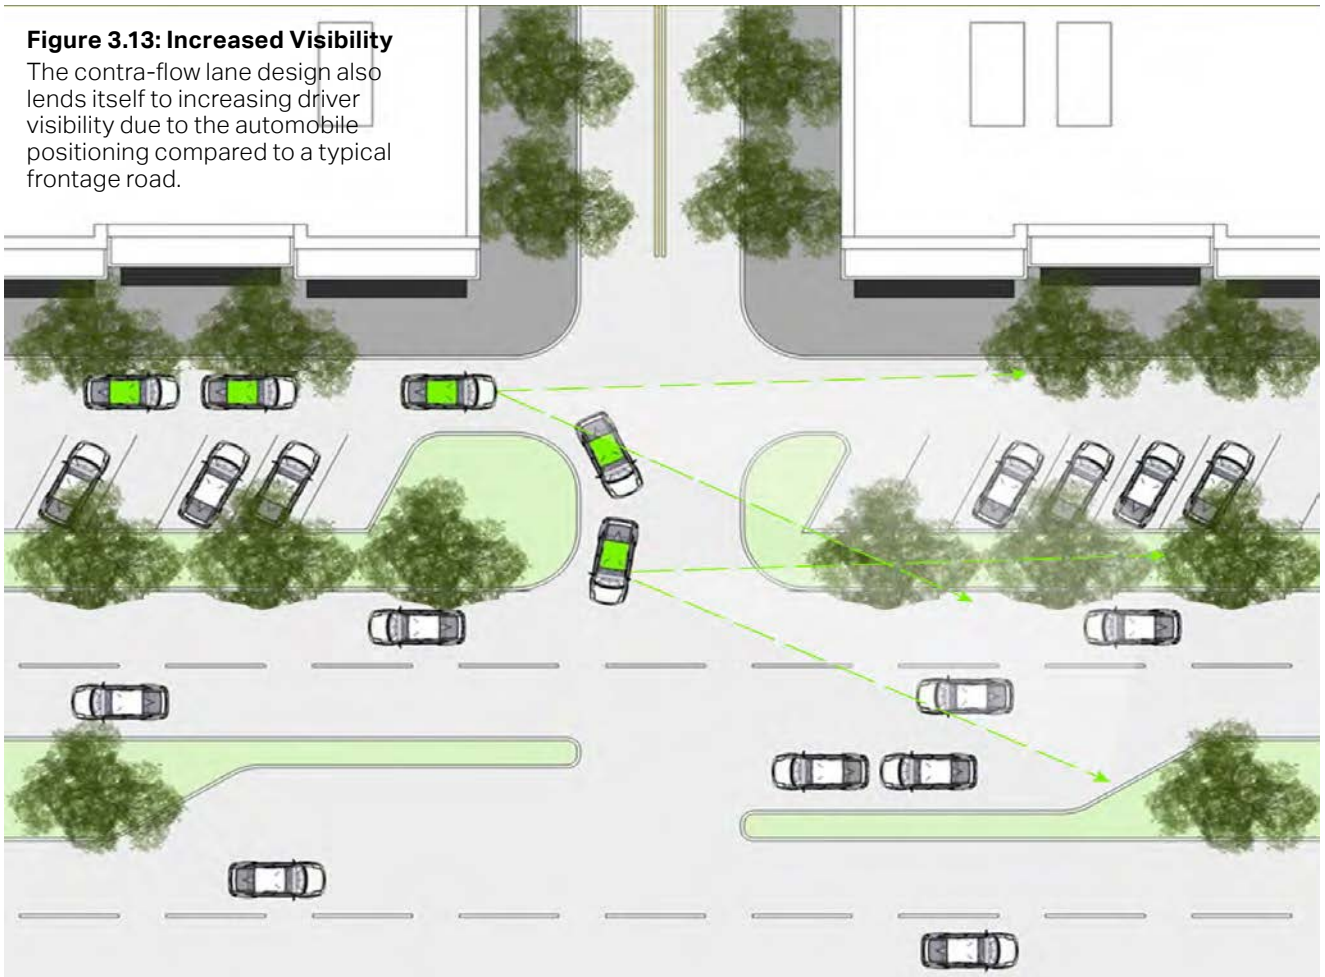 Figure 3.13: Increased Visibility
The contra-flow lane design also
lends itself to increasing driver
visibility due to the automobile
positioning compared to a typical
frontage road.